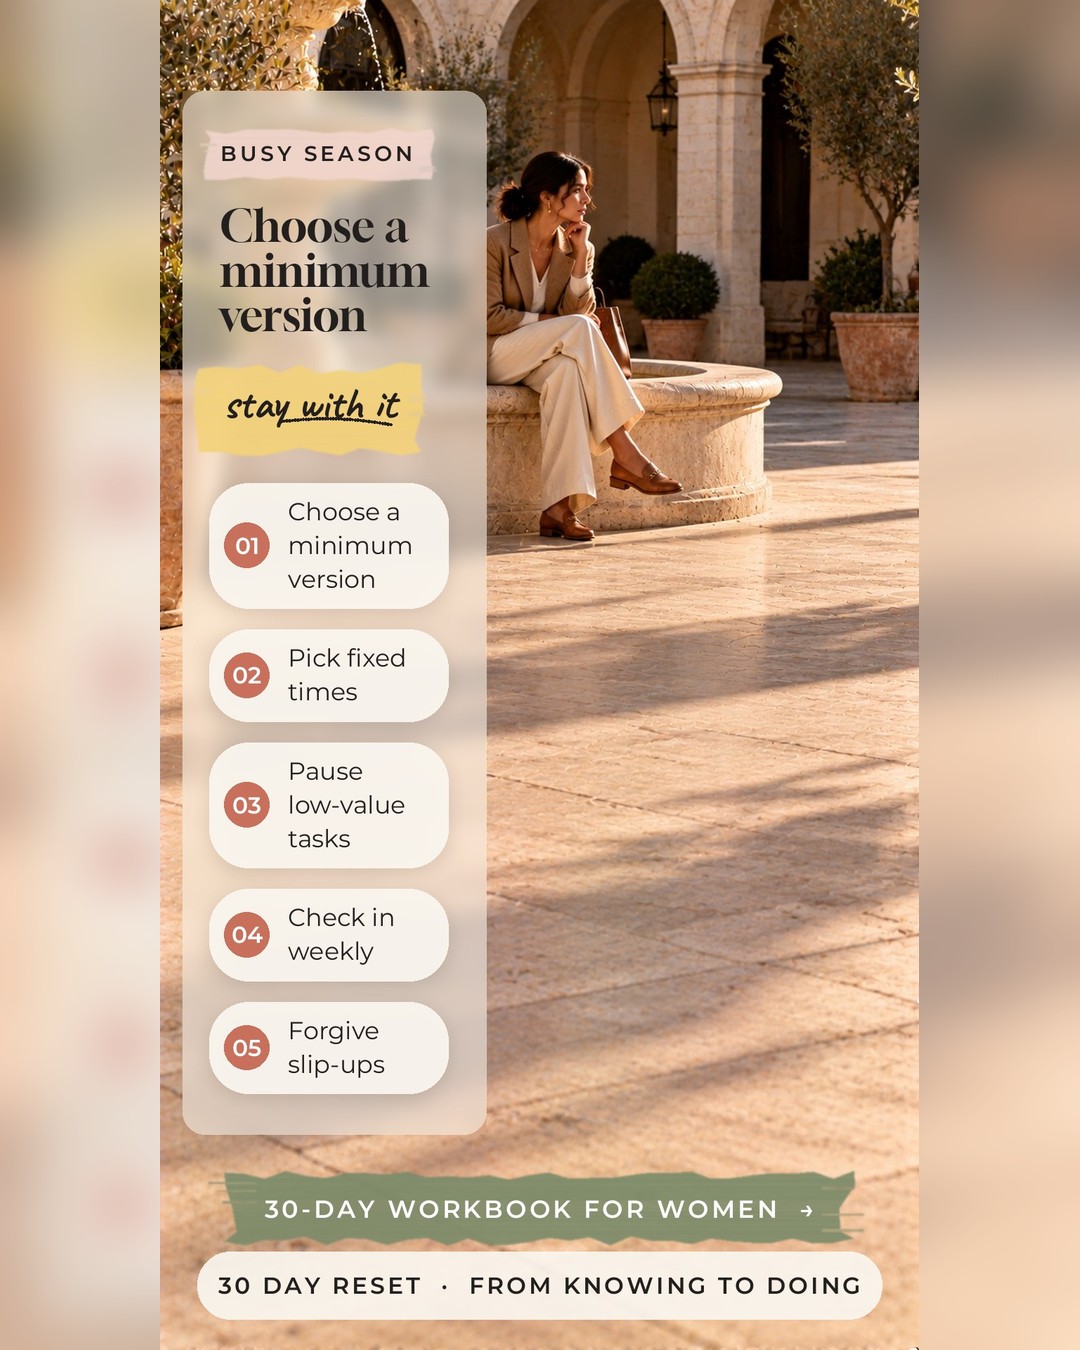 BUSY SEASON
Choose a
minimum
version
stay with it
01 Choose a
minimum
version
02 Pick fixed
times
03 Pause
low-value
tasks
04 Check in
weekly
05 Forgive
slip-ups
30-DAY WORKBOOK FOR WOMEN →
30 DAY RESET · FROM KNOWING TO DOING